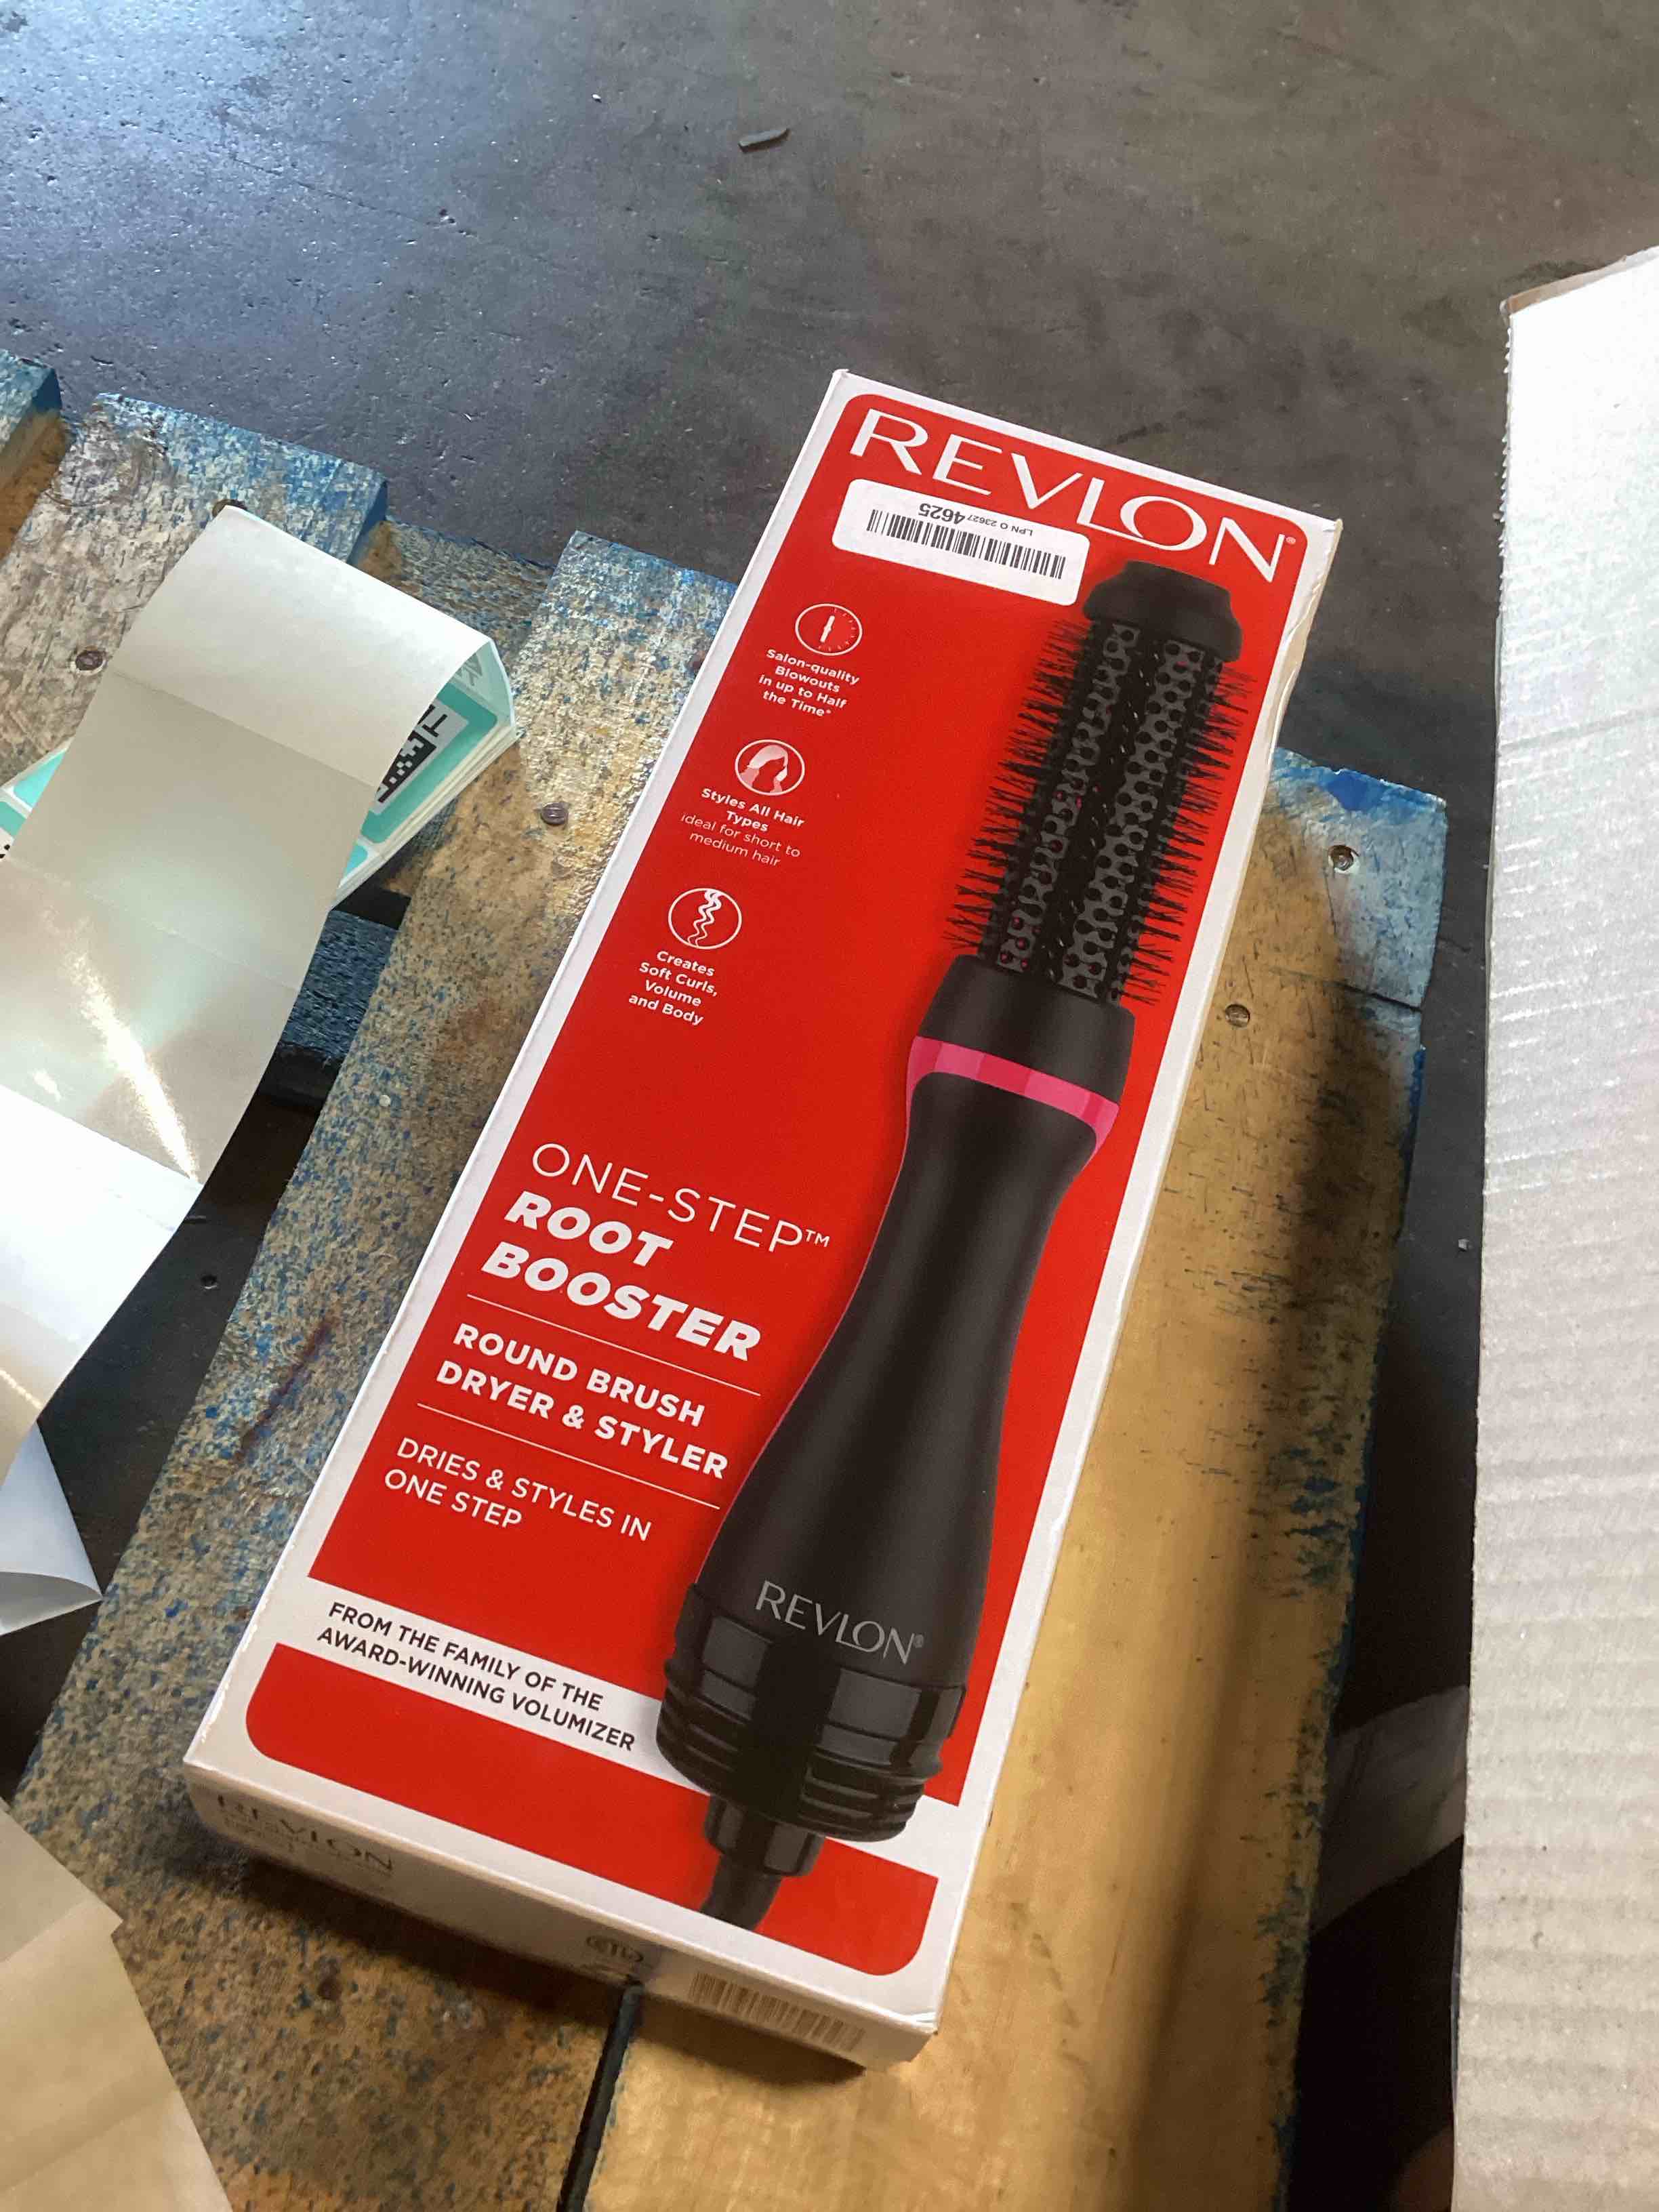 REVLON®
LPN O 236274625
Salon-quality
Blowouts
in up to Half
the Time*
Styles All Hair
Types
ideal for short to
medium hair
Creates
Soft Curls,
Volume
and Body
ONE-STEP™
ROOT
BOOSTER
ROUND BRUSH
DRYER & STYLER
DRIES & STYLES IN
ONE STEP
FROM THE FAMILY OF THE
AWARD-WINNING VOLUMIZER
REVLON®
REVLON